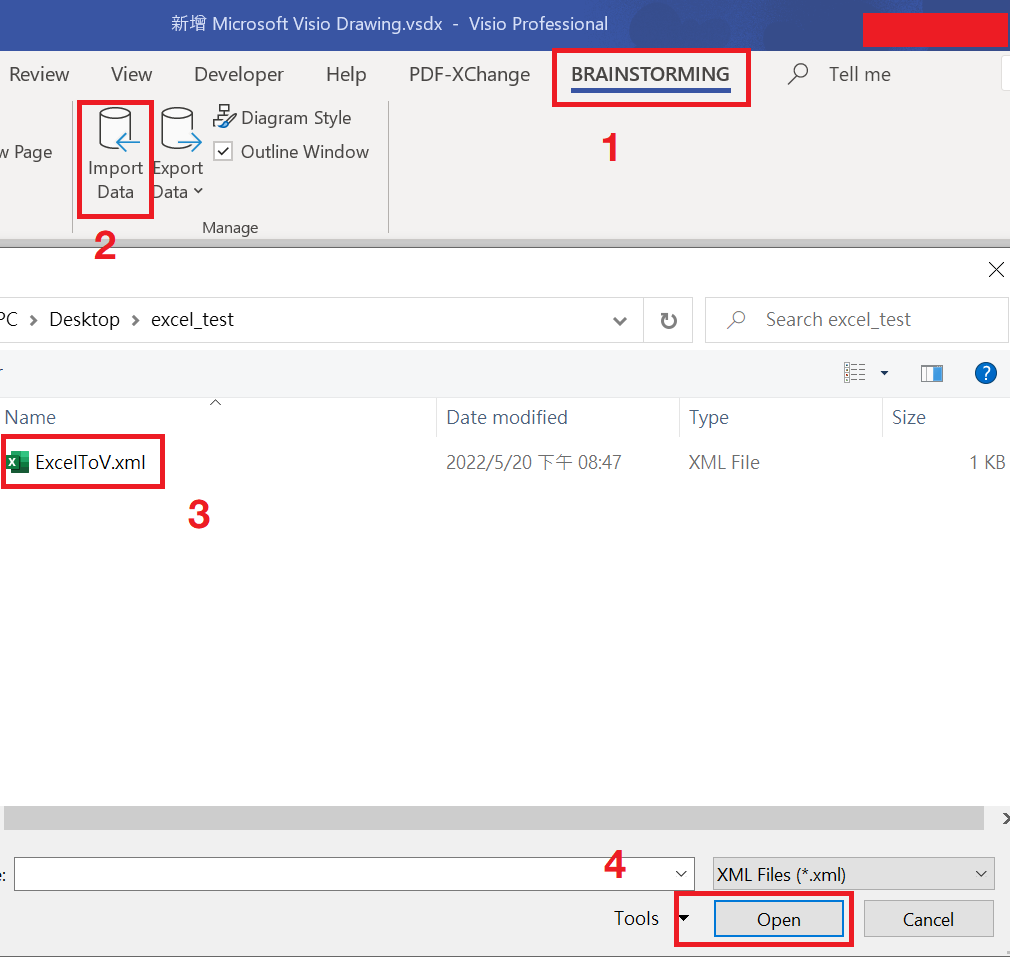 新增 Microsoft Visio Drawing.vsdx - Visio Professional
Review View Developer Help PDF-XChange BRAINSTORMING Tell me
1
Diagram Style
w Page Outline Window
Import Data
Export Data
Manage
2
PC > Desktop > excel_test
Search excel_test
Name Date modified Type Size
ExcelToV.xml 2022/5/20 下午 08:47 XML File 1 KB
3
4
XML Files (*.xml)
Tools Open Cancel